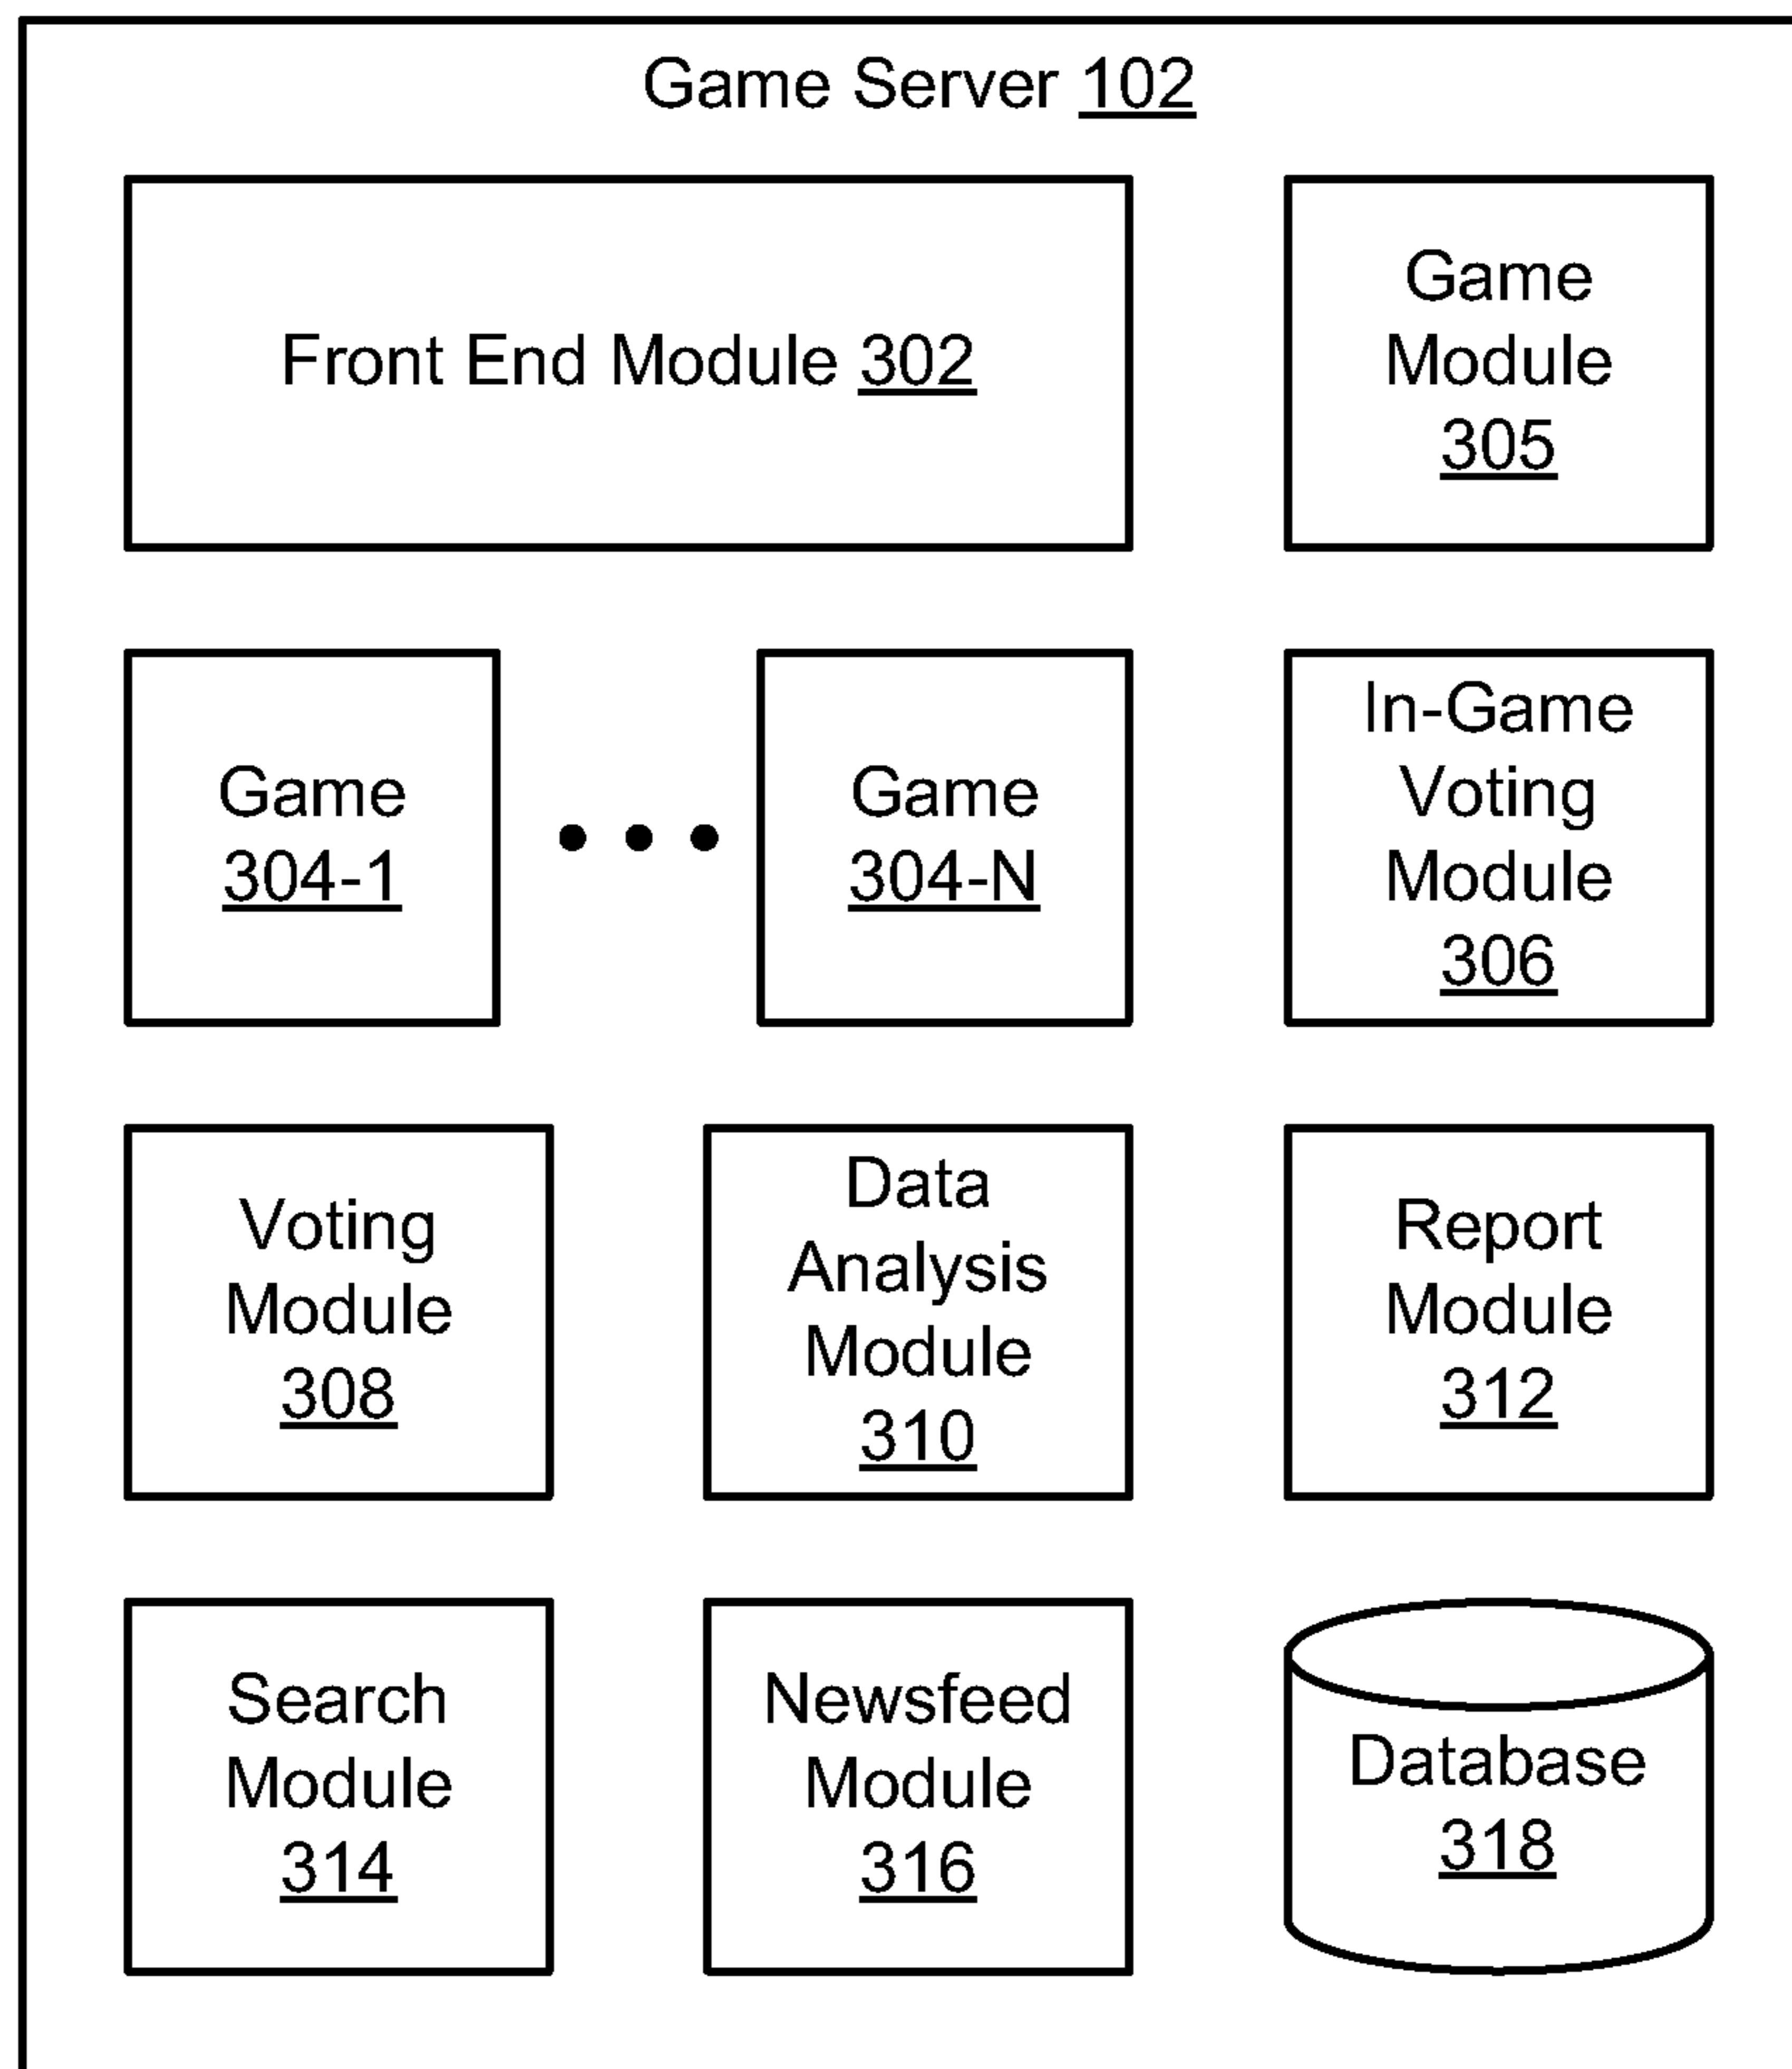 Game Server 102
Front End Module 302
Game
Module
305
Game
304-1
Game
304-N
In-Game
Voting
Module
306
Voting
Module
308
Data
Analysis
Module
310
Report
Module
312
Search
Module
314
Newsfeed
Module
316
Database
318